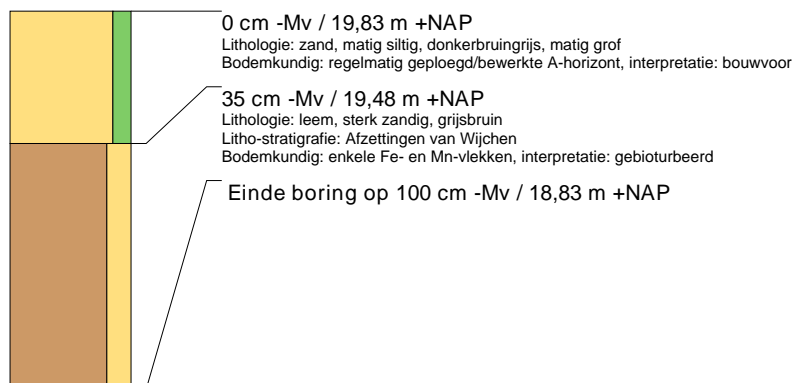 0 cm -Mv / 19,83 m +NAP
Lithologie: zand, matig siltig, donkerbruingrijs, matig grof
Bodemkundig: regelmatig geploegd/bewerkte A-horizont, interpretatie: bouwvoor
35 cm -Mv / 19,48 m +NAP
Lithologie: leem, sterk zandig, grijsbruin
Litho-stratigrafie: Afzettingen van Wijchen
Bodemkundig: enkele Fe- en Mn-vlekken, interpretatie: gebioturbeerd
Einde boring op 100 cm -Mv / 18,83 m +NAP